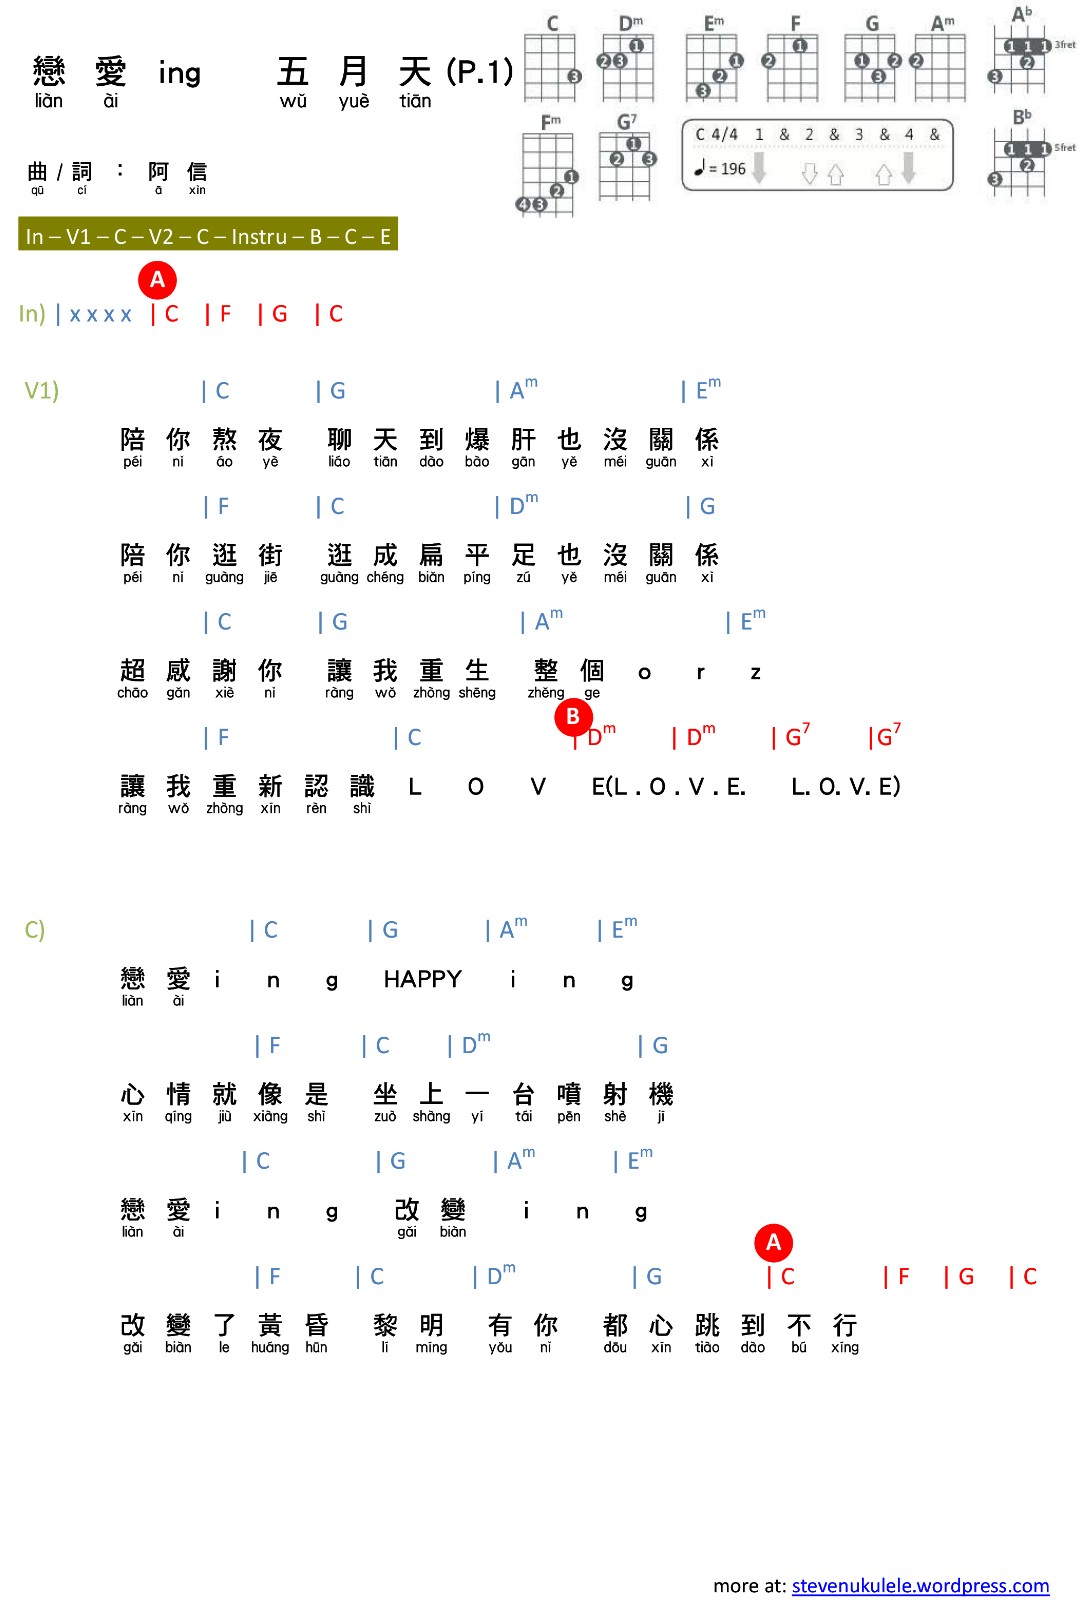 C Dm Em F G Am Ab
3fret
戀 愛 ing 五 月 天 (P.1)
liàn ài wǔ yuè tiān
Fm G7 Bb
5fret
C 4/4 1 & 2 & 3 & 4 &
♩= 196
曲 / 詞 : 阿 信
qū cí ā xìn
In – V1 – C – V2 – C – Instru – B – C – E
A
In) | x x x x | C | F | G | C
V1) | C | G | Am | Em
陪 你 熬 夜 聊 天 到 爆 肝 也 沒 關 係
péi nǐ áo yè liáo tiān dào bào gān yě méi guān xì
| F | C | Dm | G
陪 你 逛 街 逛 成 扁 平 足 也 沒 關 係
péi nǐ guàng jiē guàng chéng biǎn píng zú yě méi guān xì
| C | G | Am | Em
超 感 謝 你 讓 我 重 生 整 個 o r z
chāo gǎn xiè nǐ ràng wǒ zhòng shēng zhěng ge
B
| F | C | Dm | Dm | G7 |G7
讓 我 重 新 認 識 L O V E(L . O . V . E. L. O. V. E)
ràng wǒ zhòng xīn rèn shì
C) | C | G | Am | Em
戀 愛 i n g HAPPY i n g
liàn ài
| F | C | Dm | G
心 情 就 像 是 坐 上 一 台 噴 射 機
xīn qíng jiù xiàng shì zuò shàng yī tái pēn shè jī
| C | G | Am | Em
戀 愛 i n g 改 變 i n g
liàn ài gǎi biàn
A
| F | C | Dm | G | C | F | G | C
改 變 了 黃 昏 黎 明 有 你 都 心 跳 到 不 行
gǎi biàn le huáng hūn lí míng yǒu nǐ dōu xīn tiào dào bú xíng
more at: stevenukulele.wordpress.com